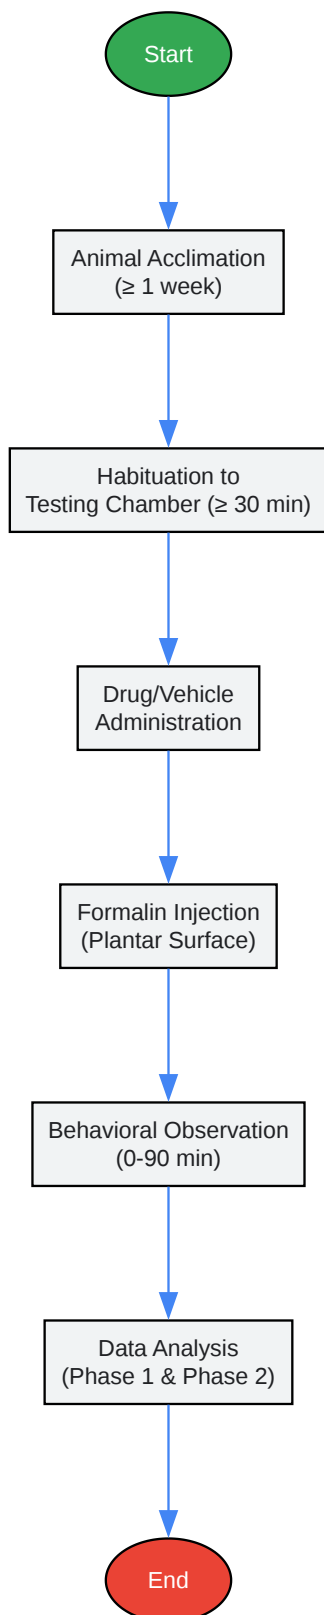 Start
Animal Acclimation
(≥ 1 week)
Habituation to
Testing Chamber (≥ 30 min)
Drug/Vehicle
Administration
Formalin Injection
(Plantar Surface)
Behavioral Observation
(0-90 min)
Data Analysis
(Phase 1 & Phase 2)
End